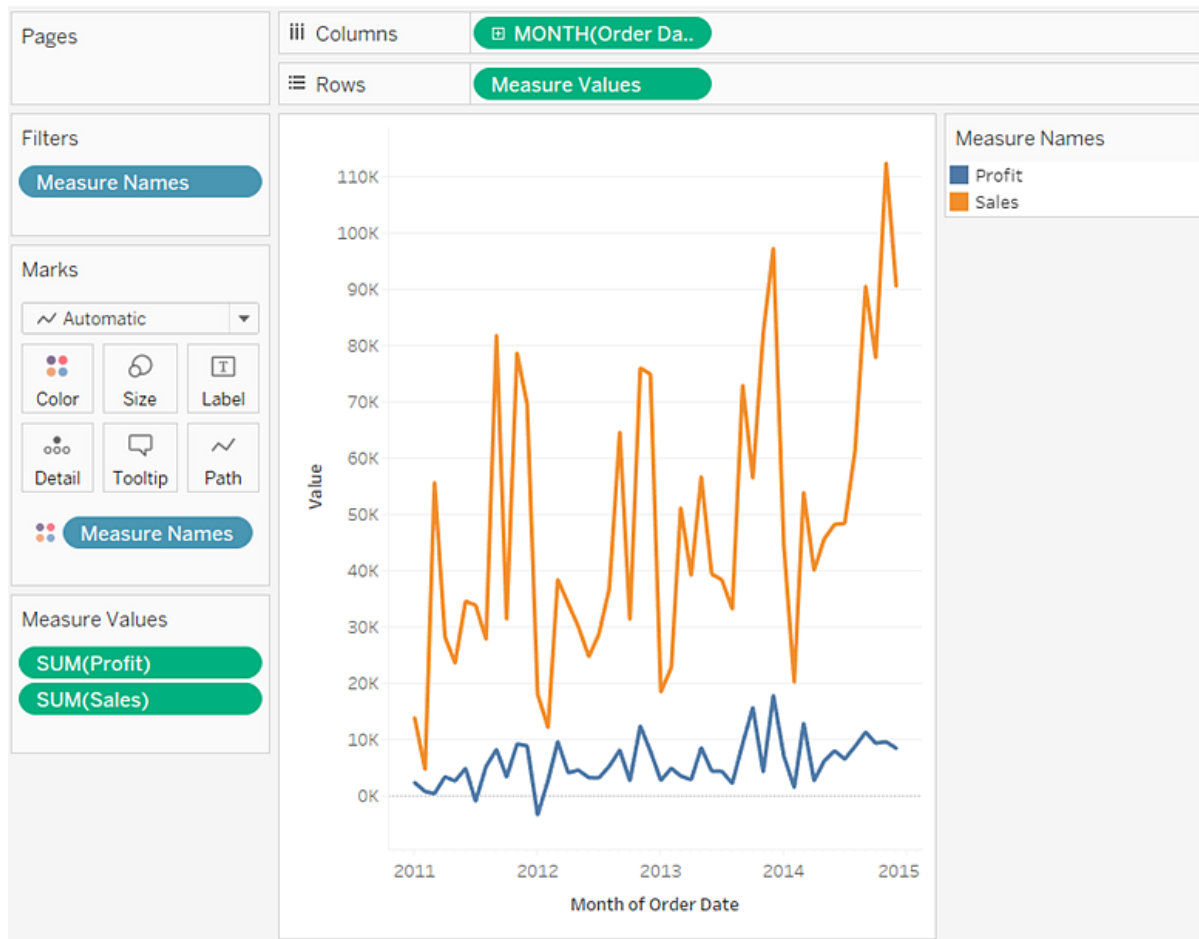 Pages
Columns
MONTH(Order Da..
Rows
Measure Values
Filters
Measure Names
Marks
Automatic
Color
Size
Label
Detail
Tooltip
Path
Measure Names
Measure Values
SUM(Profit)
SUM(Sales)
110K
100K
90K
80K
70K
60K
50K
40K
30K
20K
10K
0K
Value
2011
2012
2013
2014
2015
Month of Order Date
Measure Names
Profit
Sales